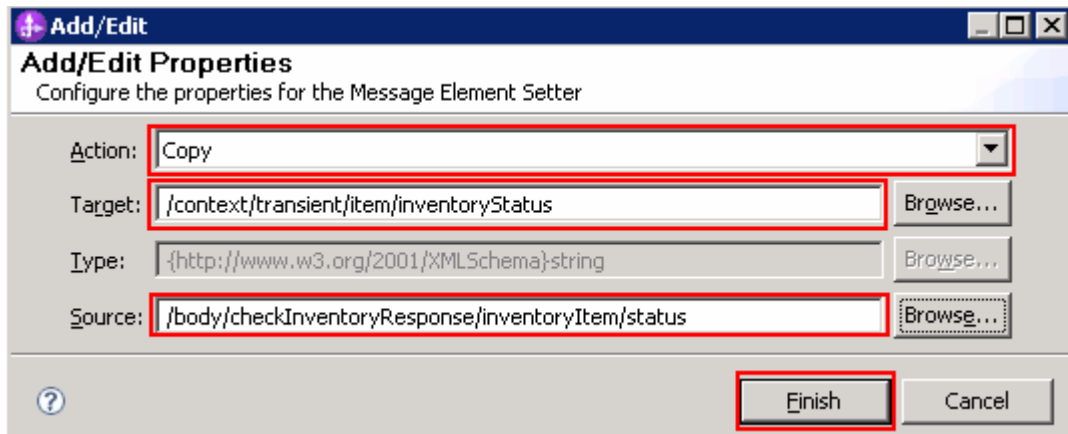 Add/Edit
Add/Edit Properties
Configure the properties for the Message Element Setter
Action: Copy
Target: /context/transient/item/inventoryStatus Browse...
Type: {http://www.w3.org/2001/XMLSchema}string Browse...
Source: /body/checkInventoryResponse/inventoryItem/status Browse...
? Finish Cancel